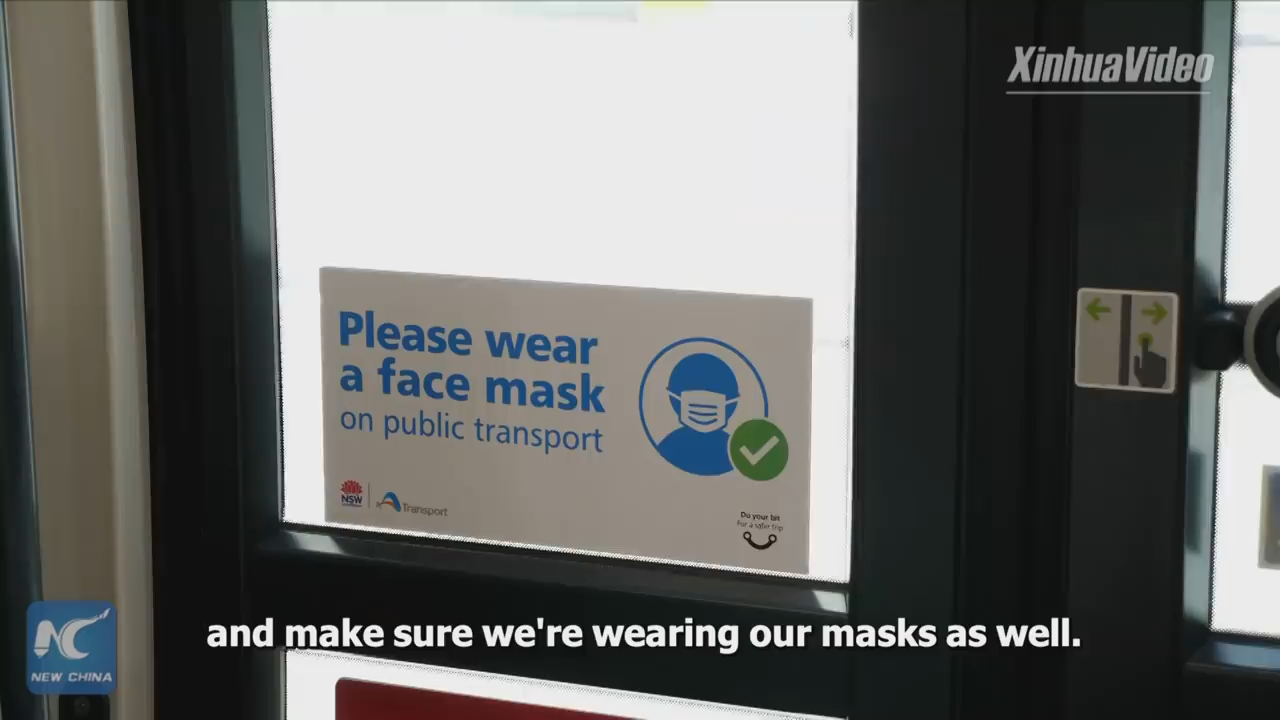 XinhuaVideo
Please wear
a face mask
on public transport
NSW
Transport
Do your bit
For a safer trip
and make sure we're wearing our masks as well.
NC
NEW CHINA